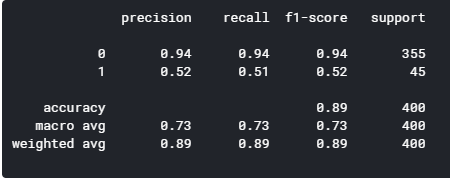 precision recall f1-score support
0 0.94 0.94 0.94 355
1 0.52 0.51 0.52 45
accuracy 0.89 400
macro avg 0.73 0.73 0.73 400
weighted avg 0.89 0.89 0.89 400